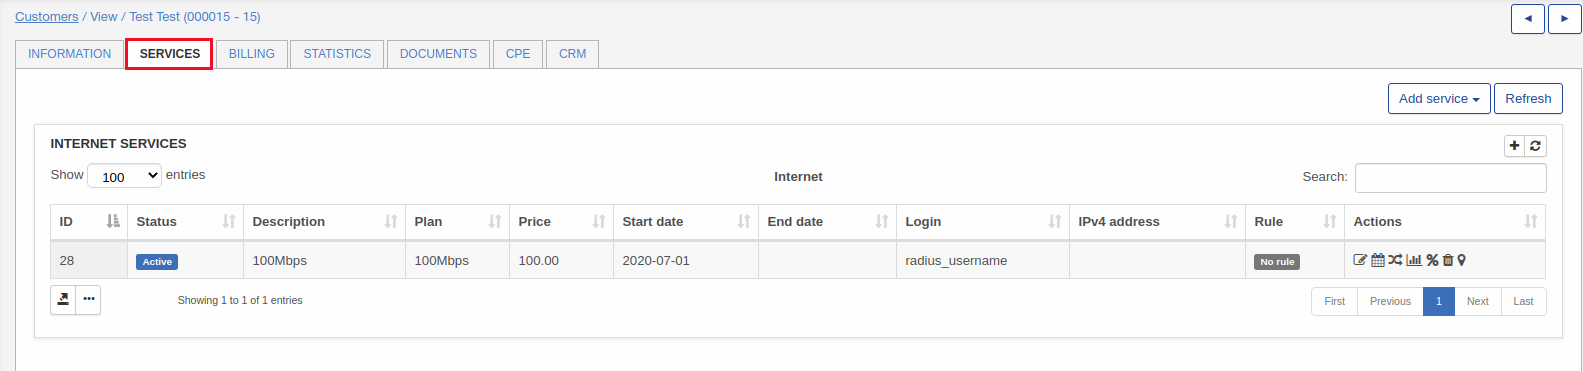 Customers / View / Test Test (000015 - 15)
INFORMATION SERVICES BILLING STATISTICS DOCUMENTS CPE CRM
Add service Refresh
INTERNET SERVICES
Show 100 entries Internet Search:
ID Status Description Plan Price Start date End date Login IPv4 address Rule Actions
28 Active 100Mbps 100Mbps 100.00 2020-07-01 radius_username No rule
Showing 1 to 1 of 1 entries First Previous 1 Next Last